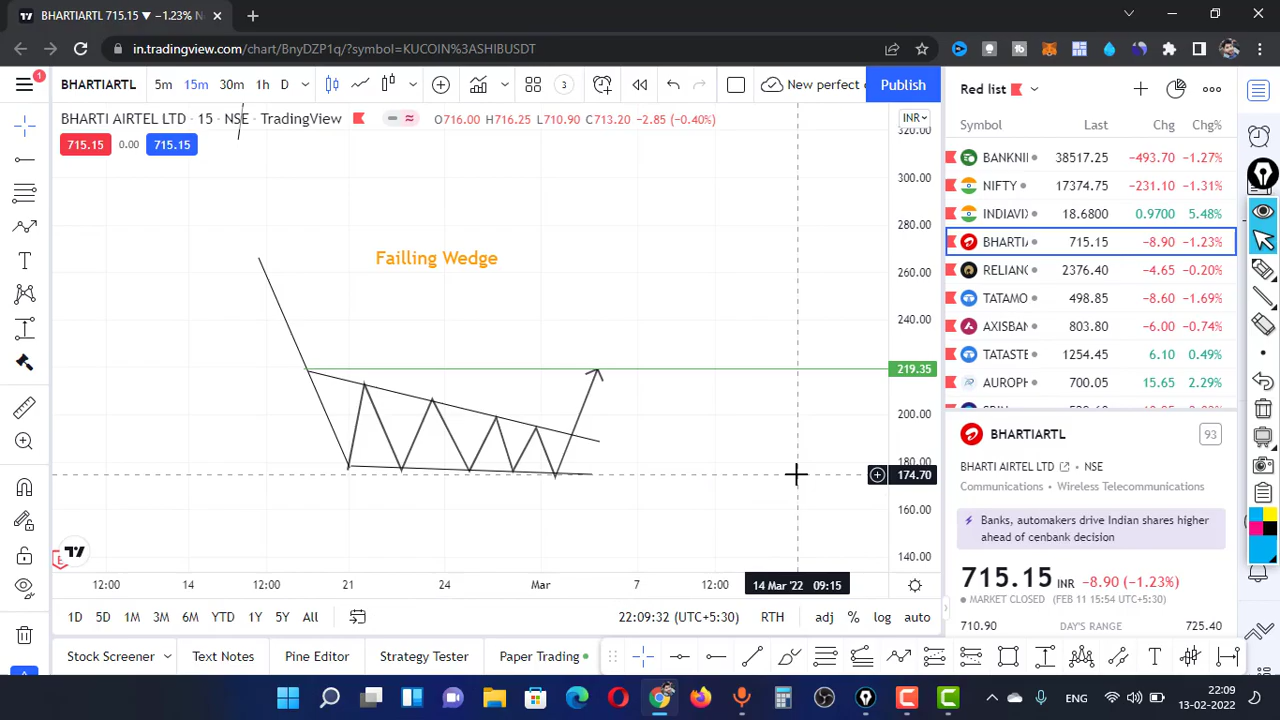 BHARTIARTL 715.15 ▼ −1.23% N
in.tradingview.com/chart/BnyDZP1q/?symbol=KUCOIN%3ASHIBUSDT
1
BHARTIARTL 5m 15m 30m 1h D 3 New perfect c Publish
Red list
BHARTI AIRTEL LTD · 15 · NSE · TradingView O716.00 H716.25 L710.90 C713.20 −2.85 (−0.40%) INR
Symbol Last Chg Chg%
715.15 0.00 715.15
320.00
BANKNI 38517.25 −493.70 −1.27%
300.00
NIFTY 17374.75 −231.10 −1.31%
INDIAVIX 18.6800 0.9700 5.48%
280.00
BHARTIA 715.15 −8.90 −1.23%
Failling Wedge
260.00
RELIANC 2376.40 −4.65 −0.20%
TATAMO 498.85 −8.60 −1.69%
240.00
AXISBAN 803.80 −6.00 −0.74%
TATASTE 1254.45 6.10 0.49%
219.35
AUROPH 700.05 15.65 2.29%
200.00
BHARTIARTL 93
180.00
BHARTI AIRTEL LTD • NSE
174.70
Communications • Wireless Telecommunications
160.00
Banks, automakers drive Indian shares higher
ahead of cenbank decision
140.00
12:00 14 12:00 21 24 Mar 7 12:00 14 Mar '22 09:15
715.15 INR −8.90 (−1.23%)
MARKET CLOSED (FEB 11 15:54 UTC+5:30)
1D 5D 1M 3M 6M YTD 1Y 5Y All 22:09:32 (UTC+5:30) RTH adj % log auto
710.90 DAY'S RANGE 725.40
Stock Screener Text Notes Pine Editor Strategy Tester Paper Trading
ENG 22:09
13-02-2022